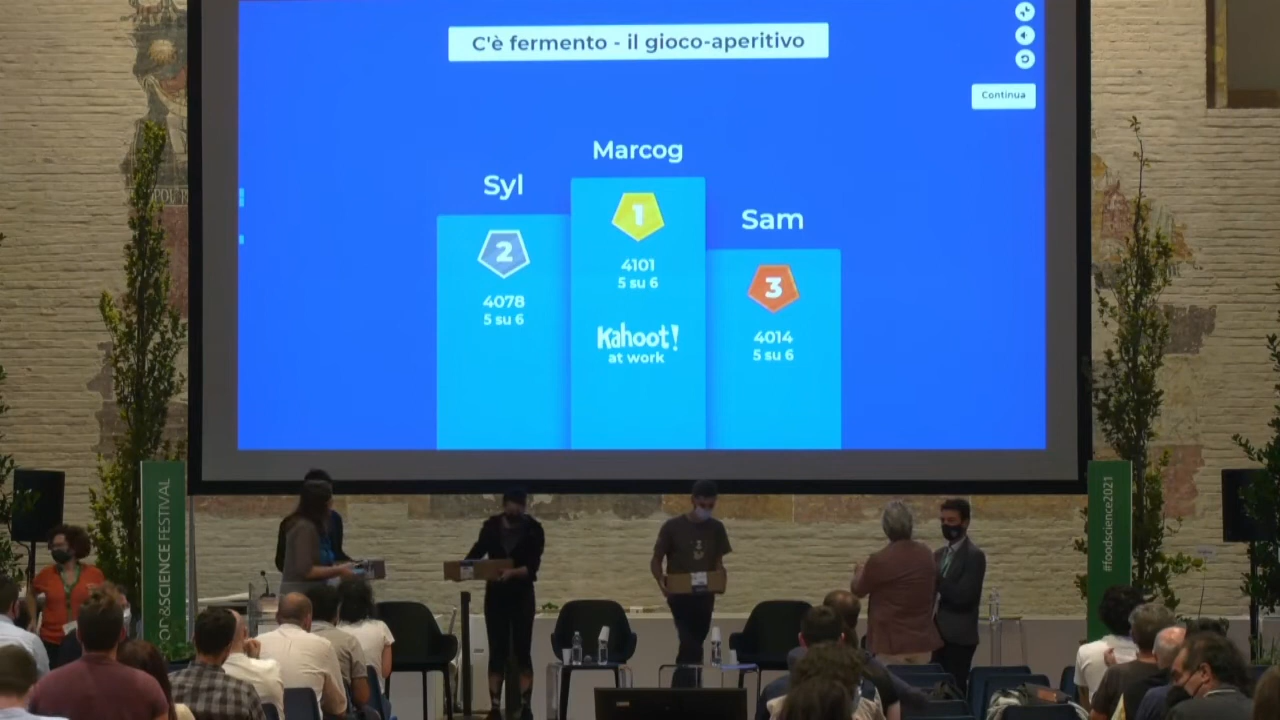 C'è fermento - il gioco-aperitivo
Continua
Marcog
Syl
Sam
1
2
3
4101
5 su 6
4078
5 su 6
4014
5 su 6
Kahoot!
at work
&SCIENCE FESTIVAL
#foodscience2021